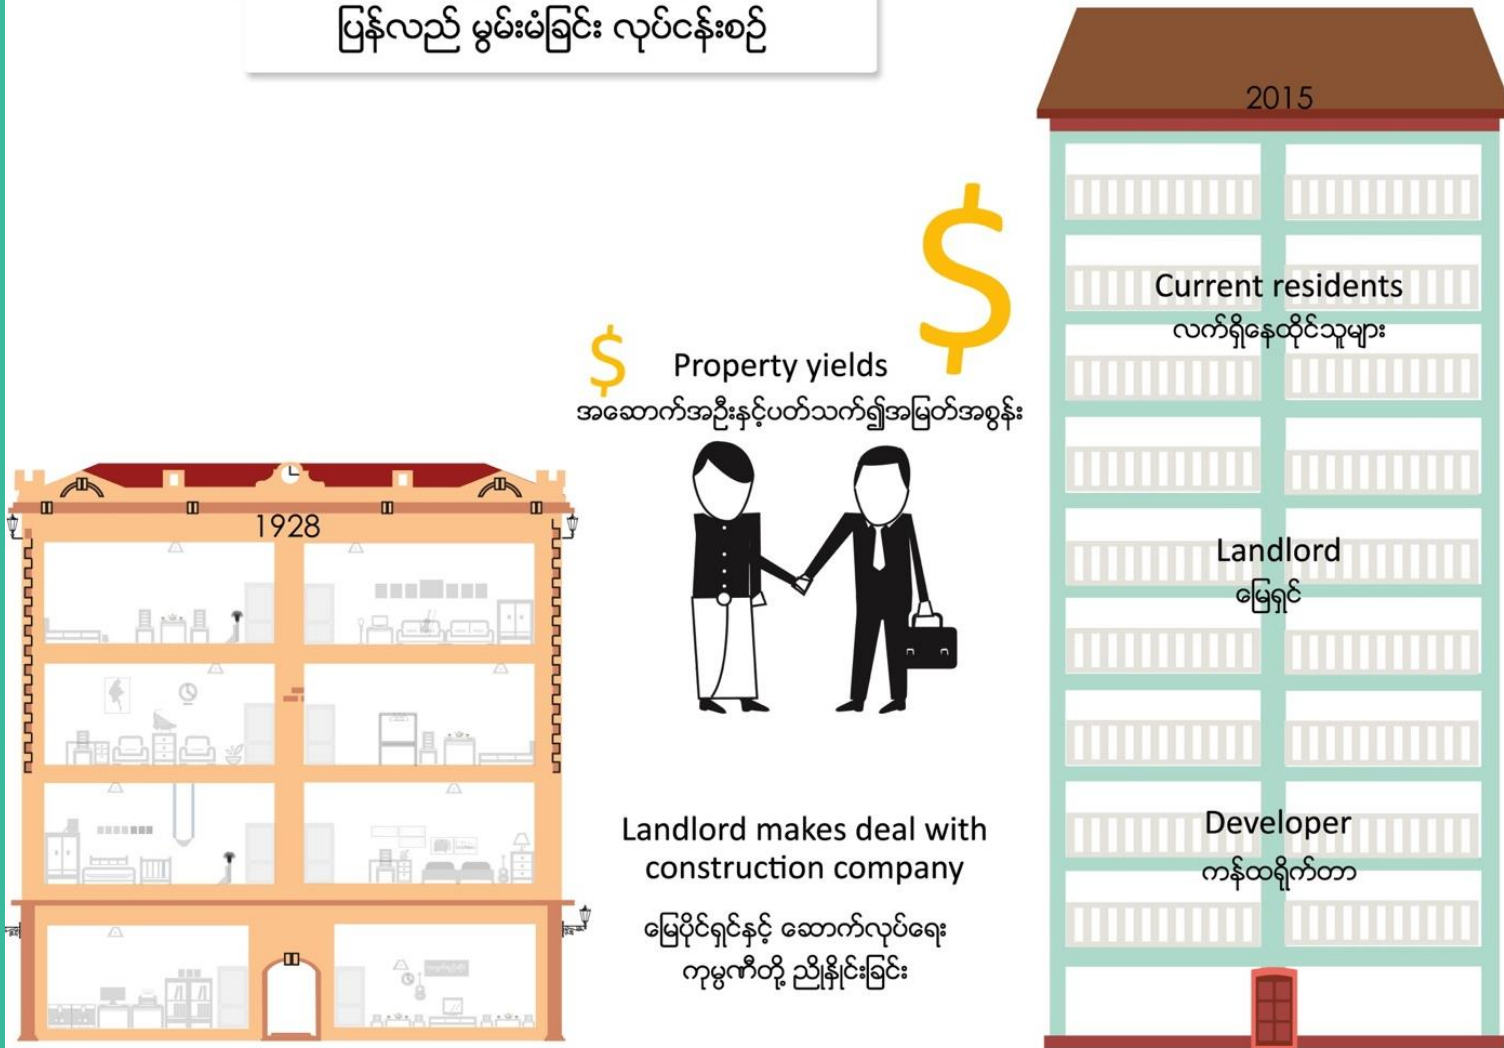 ပြန်လည် မွမ်းမံခြင်း လုပ်ငန်းစဉ်
2015
Current residents
လက်ရှိနေထိုင်သူများ
$
$
Property yields
အဆောက်အဦးနှင့်ပတ်သက်၍အမြတ်အစွန်း
1928
Landlord
မြေရှင်
Landlord makes deal with
construction company
မြေပိုင်ရှင်နှင့် ဆောက်လုပ်ရေး
ကုမ္ပဏီတို့ ညှိနှိုင်းခြင်း
Developer
ကန်ထရိုက်တာ